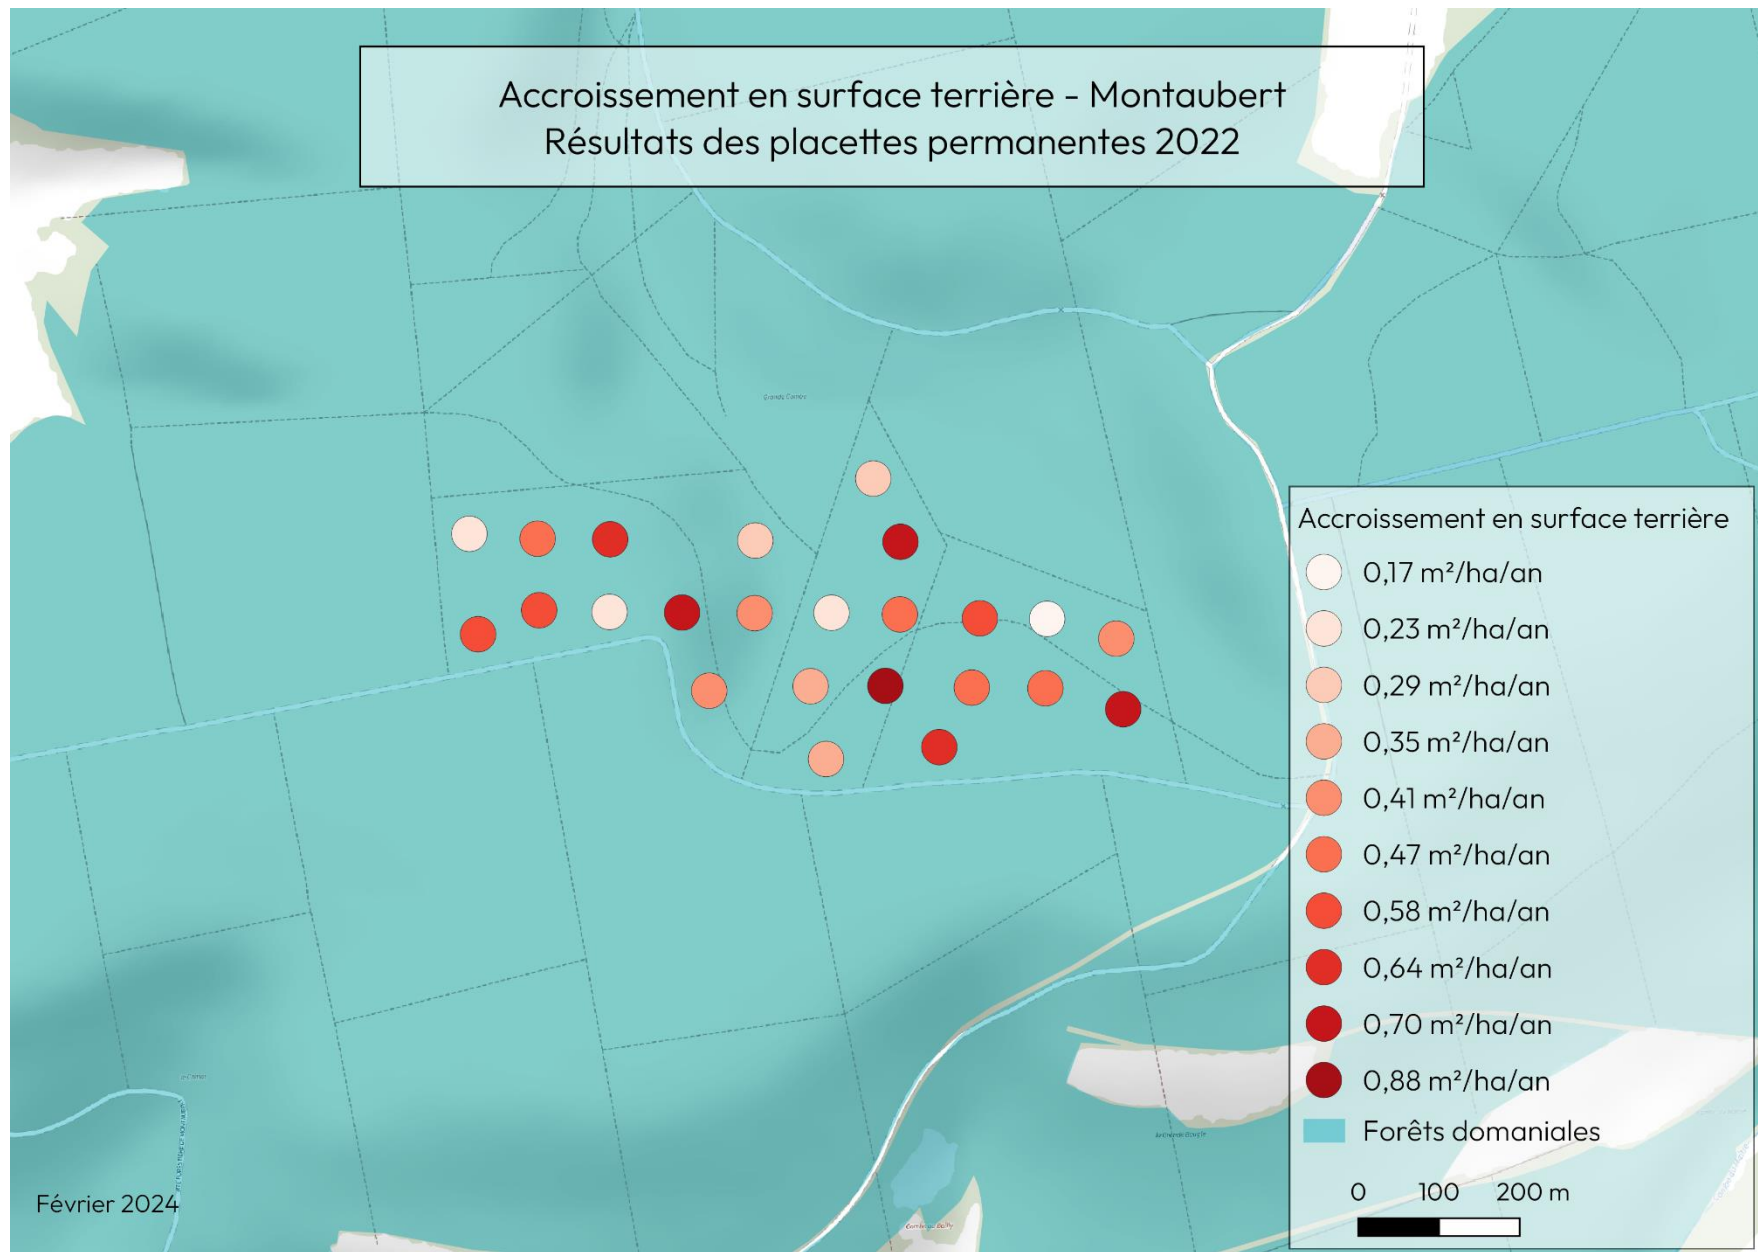 Accroissement en surface terrière - Montaubert
Résultats des placettes permanentes 2022
Accroissement en surface terrière
0,17 m²/ha/an
0,23 m²/ha/an
0,29 m²/ha/an
0,35 m²/ha/an
0,41 m²/ha/an
0,47 m²/ha/an
0,58 m²/ha/an
0,64 m²/ha/an
0,70 m²/ha/an
0,88 m²/ha/an
Forêts domaniales
0 100 200 m
Février 2024